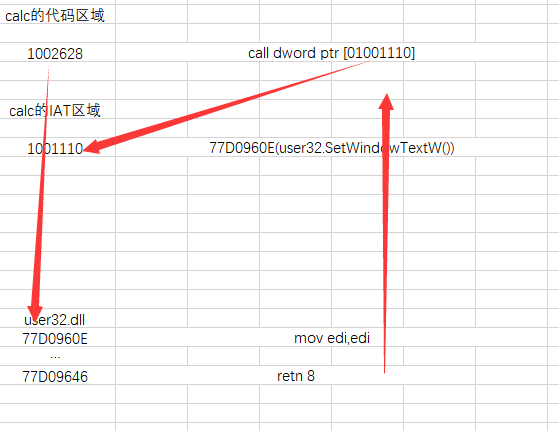 calc的代码区域
1002628 call dword ptr [01001110]
calc的IAT区域
1001110 77D0960E(user32.SetWindowTextW())
user32.dll
77D0960E mov edi,edi
...
77D09646 retn 8